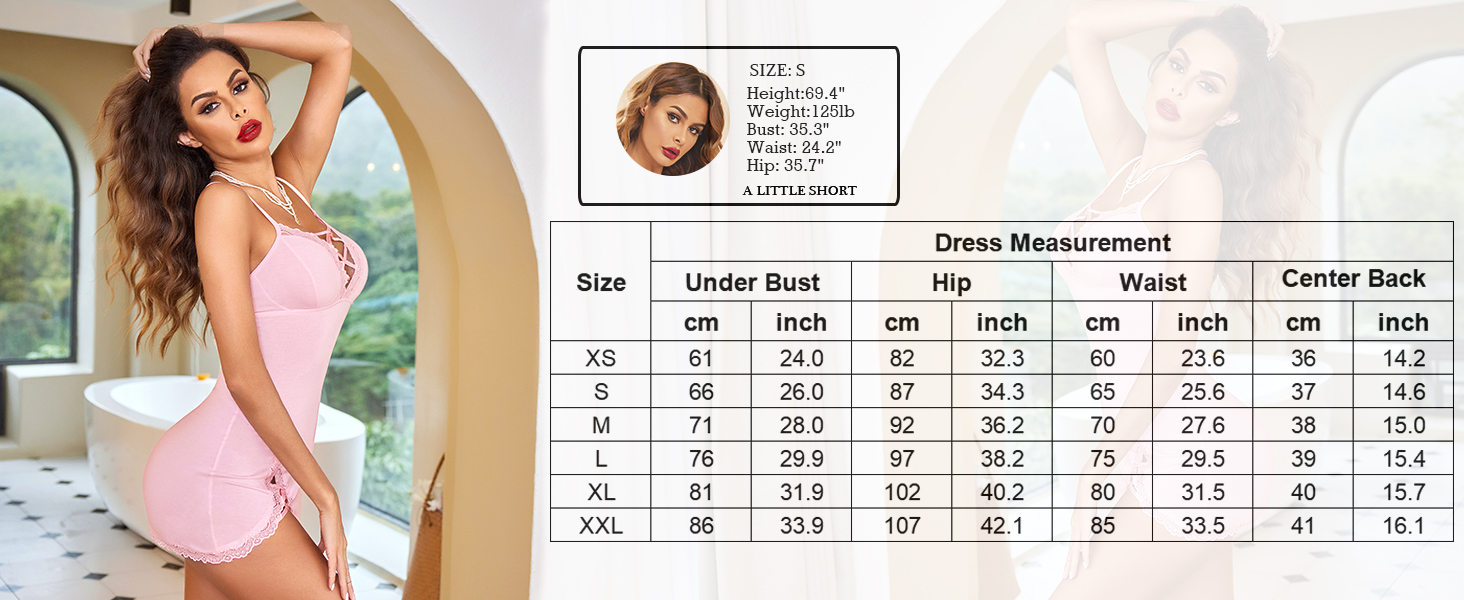 SIZE: S
Height:69.4"
Weight:125lb
Bust: 35.3"
Waist: 24.2"
Hip: 35.7"
A LITTLE SHORT
Size Dress Measurement
Under Bust Hip Waist Center Back
cm inch cm inch cm inch cm inch
XS 61 24.0 82 32.3 60 23.6 36 14.2
S 66 26.0 87 34.3 65 25.6 37 14.6
M 71 28.0 92 36.2 70 27.6 38 15.0
L 76 29.9 97 38.2 75 29.5 39 15.4
XL 81 31.9 102 40.2 80 31.5 40 15.7
XXL 86 33.9 107 42.1 85 33.5 41 16.1